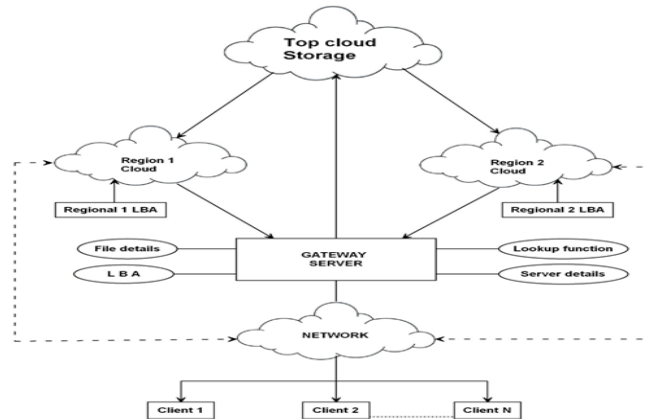 Top cloud
Storage
Region 1
Cloud
Region 2
Cloud
Regional 1 LBA
Regional 2 LBA
File details
Lookup function
GATEWAY
SERVER
L B A
Server details
NETWORK
Client 1
Client 2
Client N